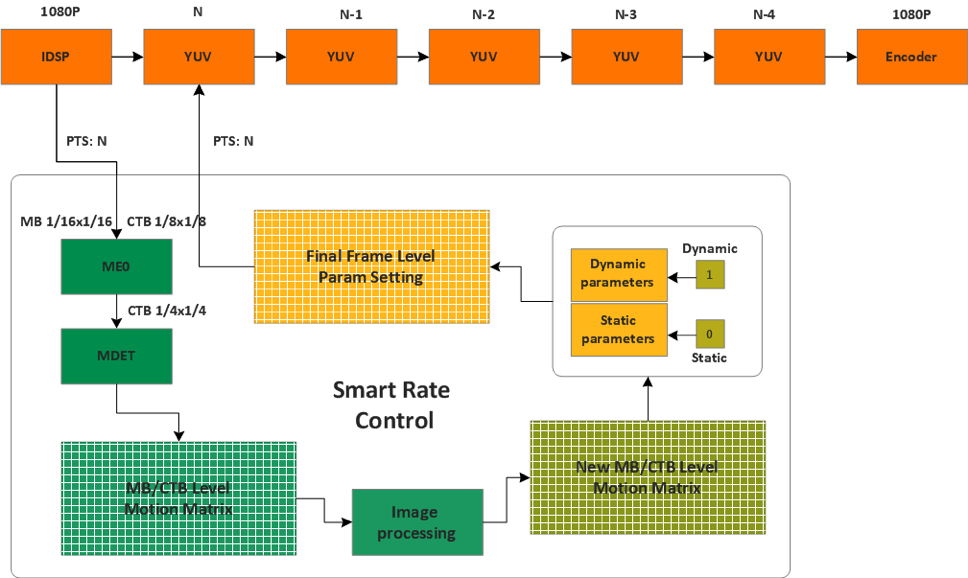 1080P
N
N-1
N-2
N-3
N-4
1080P
IDSP
YUV
YUV
YUV
YUV
YUV
Encoder
PTS: N
PTS: N
MB 1/16x1/16
CTB 1/8x1/8
ME0
CTB 1/4x1/4
MDET
Final Frame Level
Param Setting
Dynamic
Dynamic
parameters
1
Static
parameters
0
Static
Smart Rate
Control
MB/CTB Level
Motion Matrix
Image
processing
New MB/CTB Level
Motion Matrix